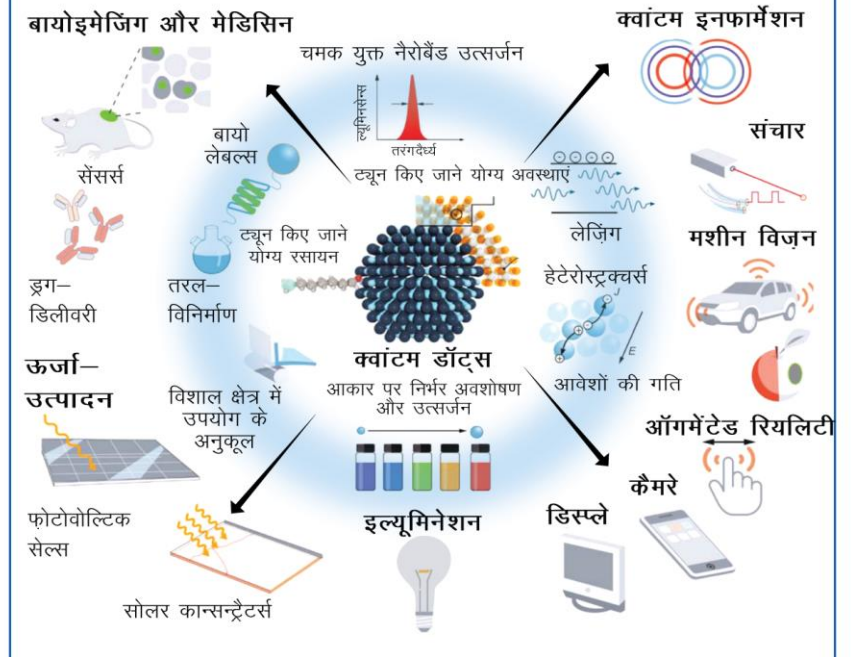 बायोइमेजिंग और मेडिसिन
क्वांटम इनफार्मेशन
चमक युक्त नैरोबैंड उत्सर्जन
ल्यूमिनसेन्स
तरंगदैर्ध्य
ट्यून किए जाने योग्य अवस्थाएं
बायो
लेबल्स
सेंसर्स
संचार
लेज़िंग
मशीन विज़न
ट्यून किए जाने
योग्य रसायन
ड्रग–
डिलीवरी
तरल–
विनिर्माण
हेटेरोस्ट्रक्चर्स
J
E
आवेशों की गति
क्वांटम डॉट्स
आकार पर निर्भर अवशोषण
और उत्सर्जन
ऊर्जा–
उत्पादन
विशाल क्षेत्र में
उपयोग के
अनुकूल
ऑगमेंटेड रियलिटी
कैमरे
डिस्प्ले
इल्यूमिनेशन
फ़ोटोवोल्टिक
सेल्स
सोलर कान्सन्ट्रैटर्स